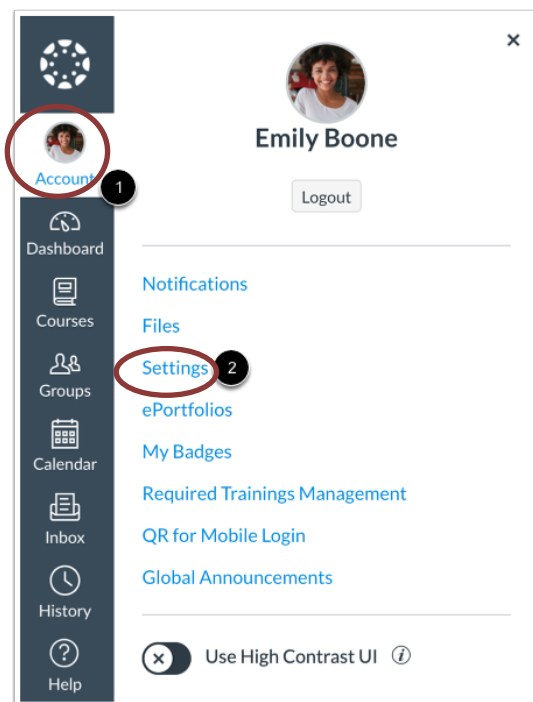 Emily Boone
Logout
Account
1
Dashboard
Courses
Groups
Calendar
Inbox
History
Help
Notifications
Files
Settings 2
ePortfolios
My Badges
Required Trainings Management
QR for Mobile Login
Global Announcements
Use High Contrast UI i